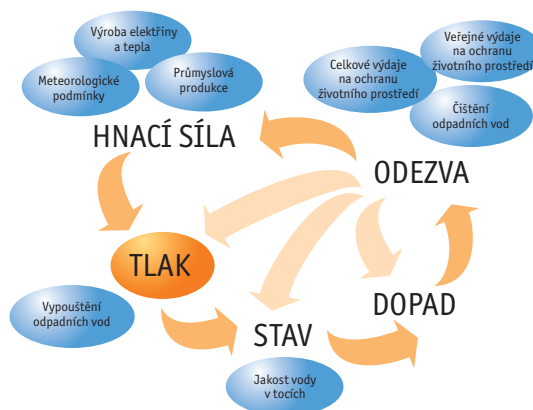 Výroba elektřiny
a tepla
Meteorologické
podmínky
Průmyslová
produkce
HNACÍ SÍLA
Veřejné výdaje
na ochranu
životního prostředí
Celkové výdaje
na ochranu
životního prostředí
Čištění
odpadních vod
ODEZVA
TLAK
Vypouštění
odpadních vod
DOPAD
STAV
Jakost vody
v tocích